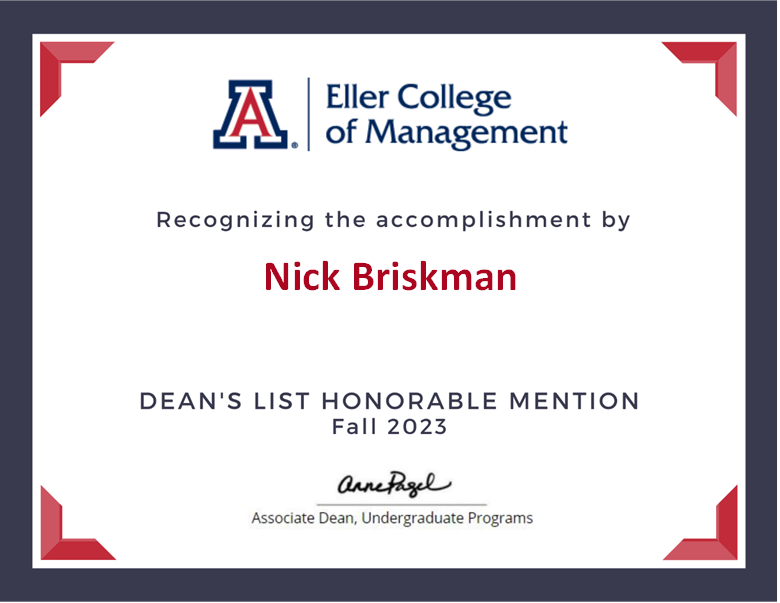 A
Eller College
of Management
Recognizing the accomplishment by
Nick Briskman
DEAN'S LIST HONORABLE MENTION
Fall 2023
Anne Pagel
Associate Dean, Undergraduate Programs